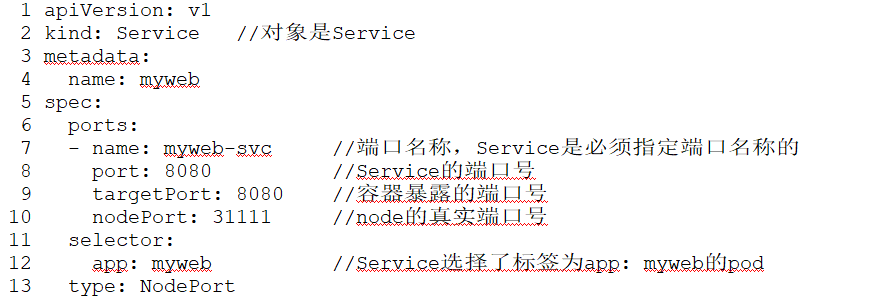 1 apiVersion: v1
2 kind: Service   //对象是Service
3 metadata:
4   name: myweb
5 spec:
6   ports:
7   - name: myweb-svc     //端口名称，Service是必须指定端口名称的
8     port: 8080          //Service的端口号
9     targetPort: 8080    //容器暴露的端口号
10     nodePort: 31111     //node的真实端口号
11   selector:
12     app: myweb          //Service选择了标签为app: myweb的pod
13   type: NodePort